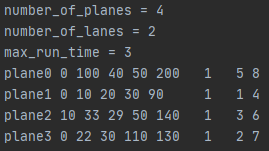 number_of_planes = 4
number_of_lanes = 2
max_run_time = 3
plane0 0 100 40 50 200   1   5 8
plane1 0 10 20 30 90     1   1 4
plane2 10 33 29 50 140   1   3 6
plane3 0 22 30 110 130   1   2 7